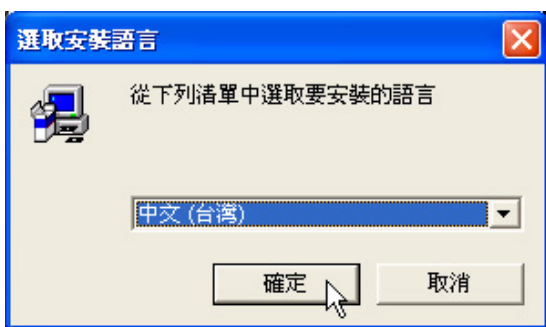 選取安裝語言
從下列清單中選取要安裝的語言
中文 (台灣)
確定
取消